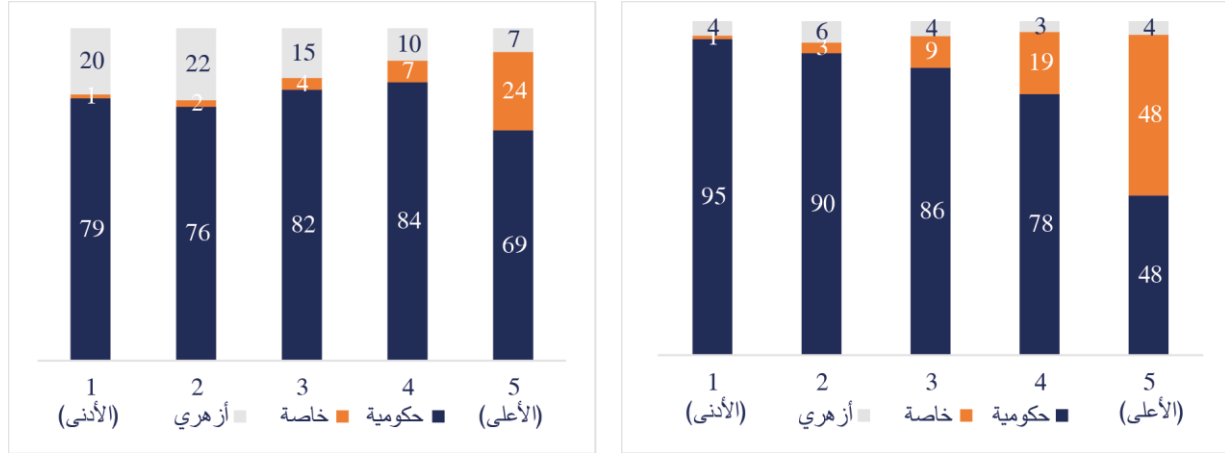 20 22 15 10 7
1 2 4 7 24
79 76 82 84 69
1 2 3 4 5
(الأدنى) (الأعلى)
حكومية خاصة أزهري
4 6 4 3 4
1 3 9 19 48
95 90 86 78 48
1 2 3 4 5
(الأدنى) (الأعلى)
حكومية خاصة أزهري